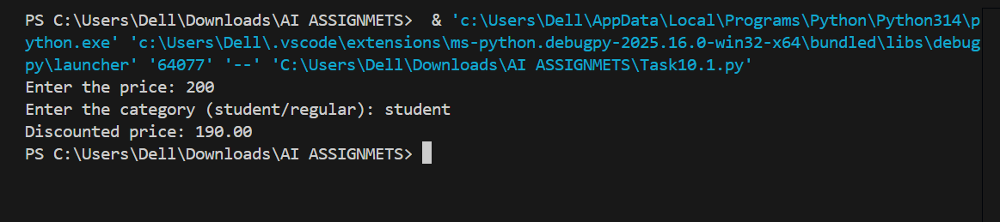 PS C:\Users\Dell\Downloads\AI ASSIGNMETS>  & 'c:\Users\Dell\AppData\Local\Programs\Python\Python314\p
ython.exe' 'c:\Users\Dell\.vscode\extensions\ms-python.debugpy-2025.16.0-win32-x64\bundled\libs\debug
py\launcher' '64077' '--' 'C:\Users\Dell\Downloads\AI ASSIGNMETS\Task10.1.py'
Enter the price: 200
Enter the category (student/regular): student
Discounted price: 190.00
PS C:\Users\Dell\Downloads\AI ASSIGNMETS>